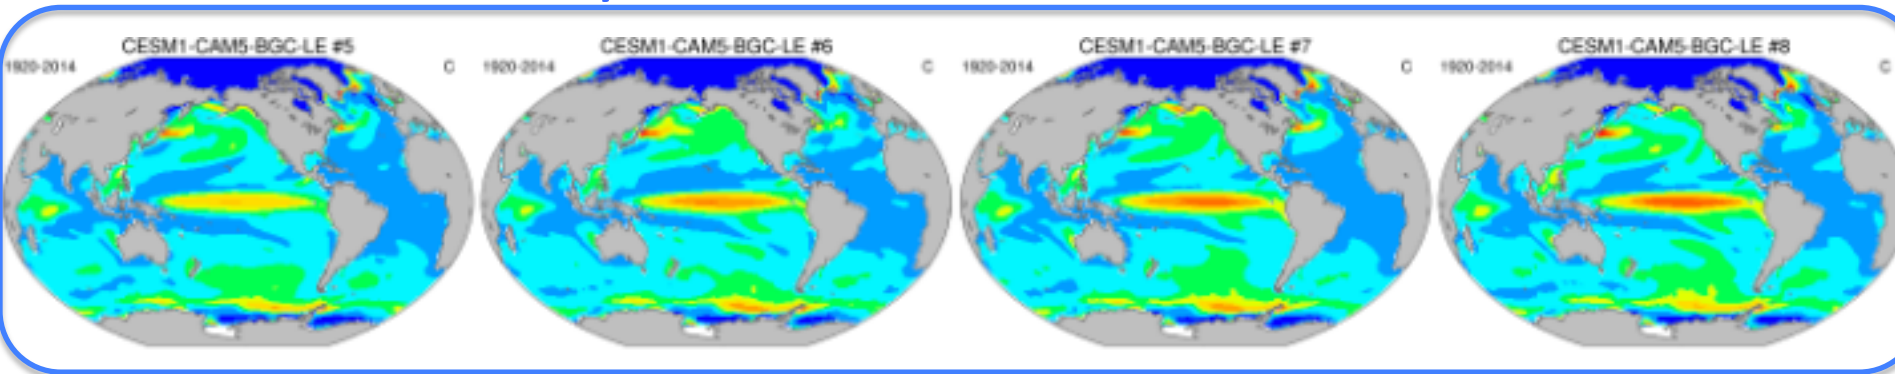 CESM1-CAM5-BGC-LE #5
1920-2014 C
CESM1-CAM5-BGC-LE #6
1920-2014 C
CESM1-CAM5-BGC-LE #7
1920-2014 C
CESM1-CAM5-BGC-LE #8
1920-2014 C